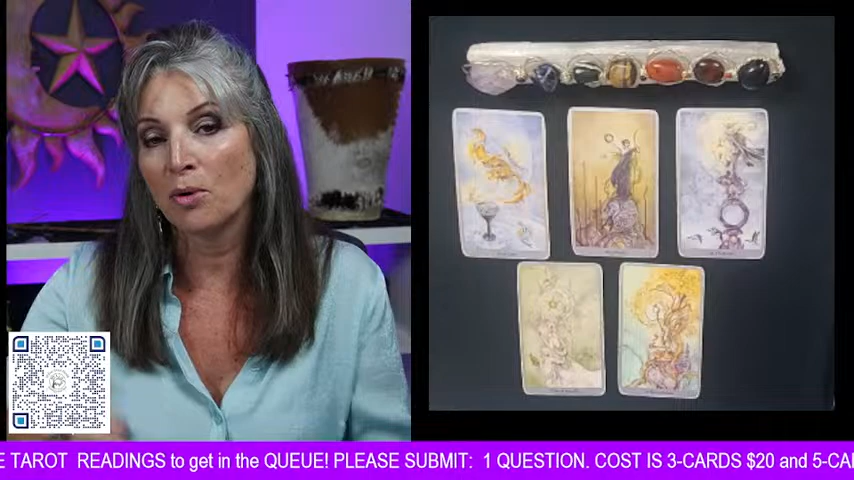 E TAROT READINGS to get in the QUEUE! PLEASE SUBMIT: 1 QUESTION. COST IS 3-CARDS $20 and 5-CA